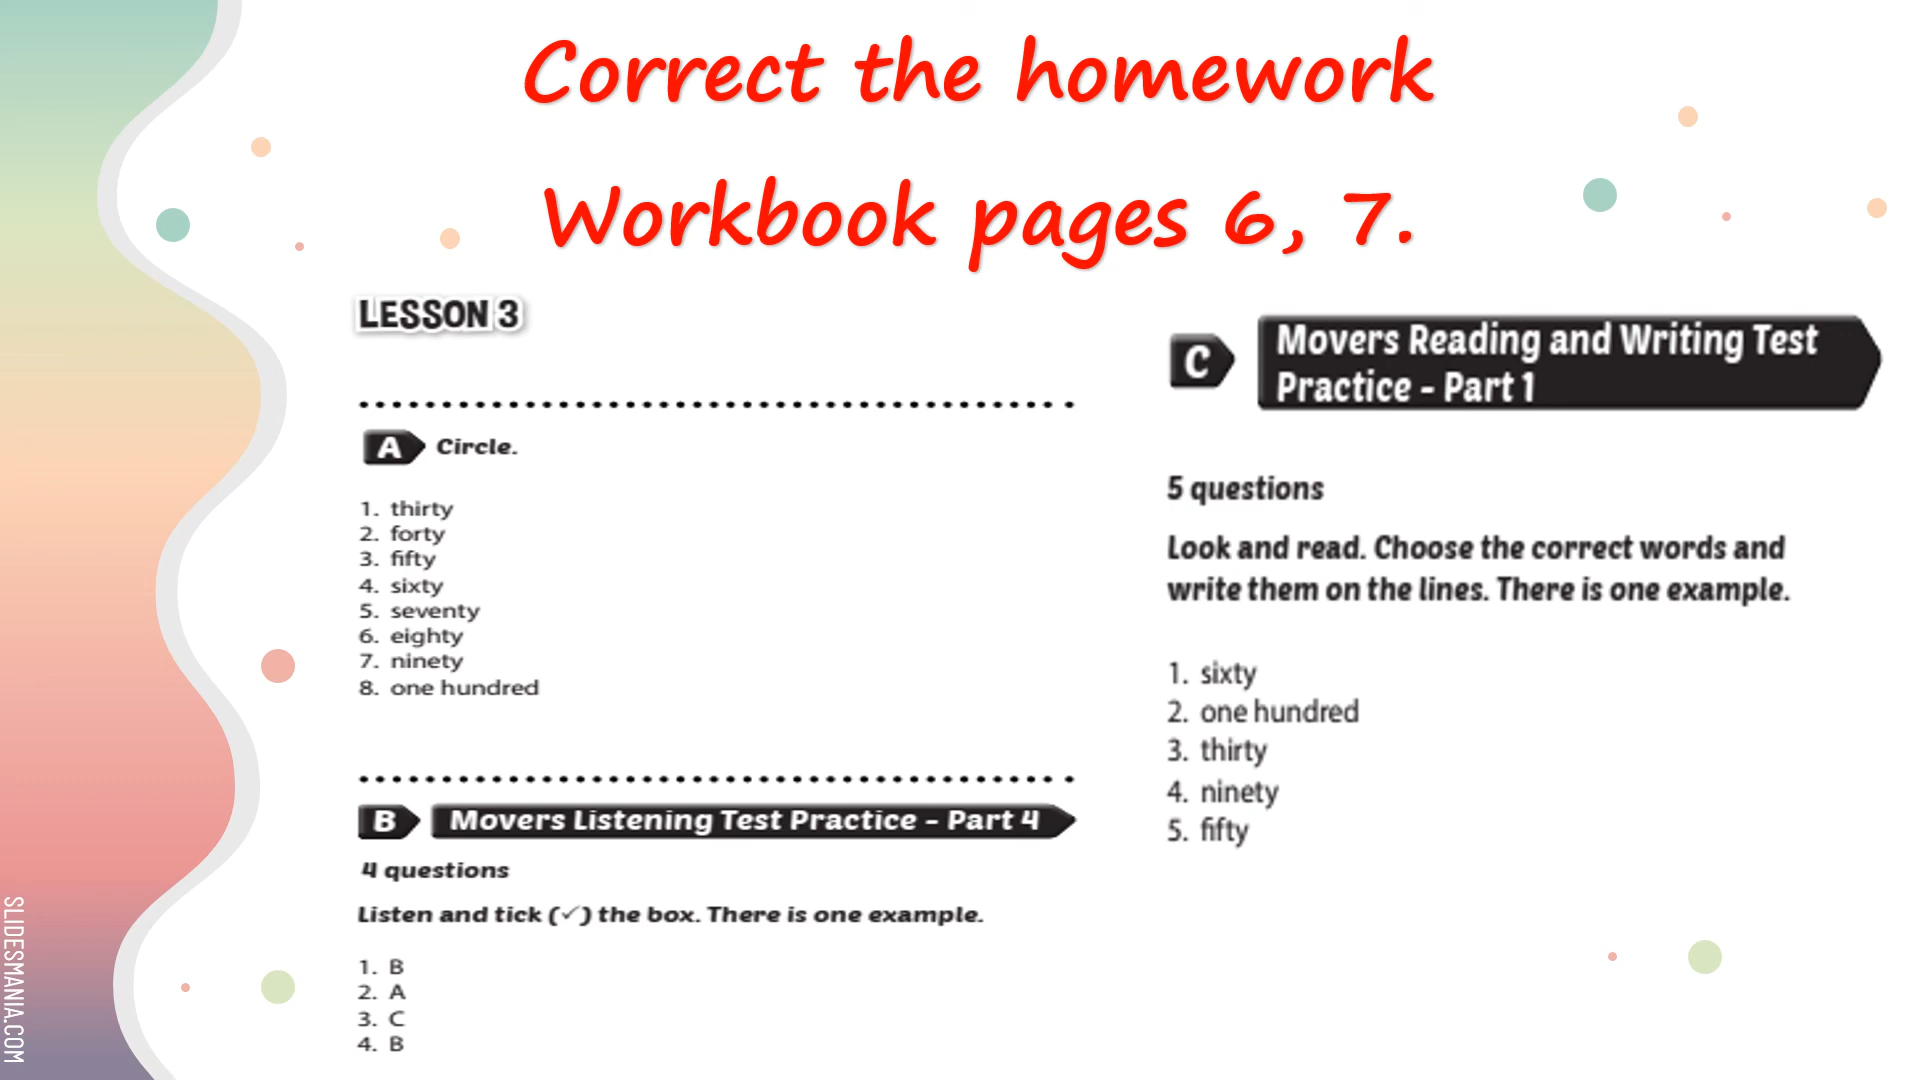 Correct the homework
Workbook pages 6, 7.
LESSON 3
A Circle.
1. thirty
2. forty
3. fifty
4. sixty
5. seventy
6. eighty
7. ninety
8. one hundred
B Movers Listening Test Practice - Part 4
4 questions
Listen and tick (✓) the box. There is one example.
1. B
2. A
3. C
4. B
C Movers Reading and Writing Test
Practice - Part 1
5 questions
Look and read. Choose the correct words and
write them on the lines. There is one example.
1. sixty
2. one hundred
3. thirty
4. ninety
5. fifty
SLIDESMANIA.COM